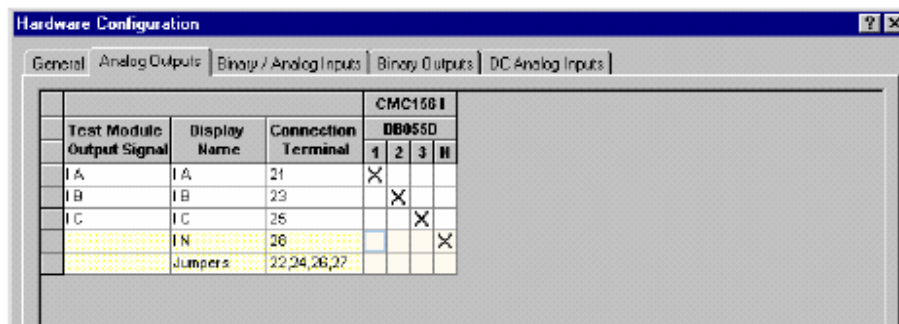 Hardware Configuration
General Analog Outputs Binary / Analog Inputs Binary Outputs DC Analog Inputs
CMC156 I
Test Module Output Signal Display Name Connection Terminal DB055D
1 2 3 N
I A I A 21 X
I B I B 23 X
I C I C 25 X
I N 28 X
Jumpers 22,24,26,27